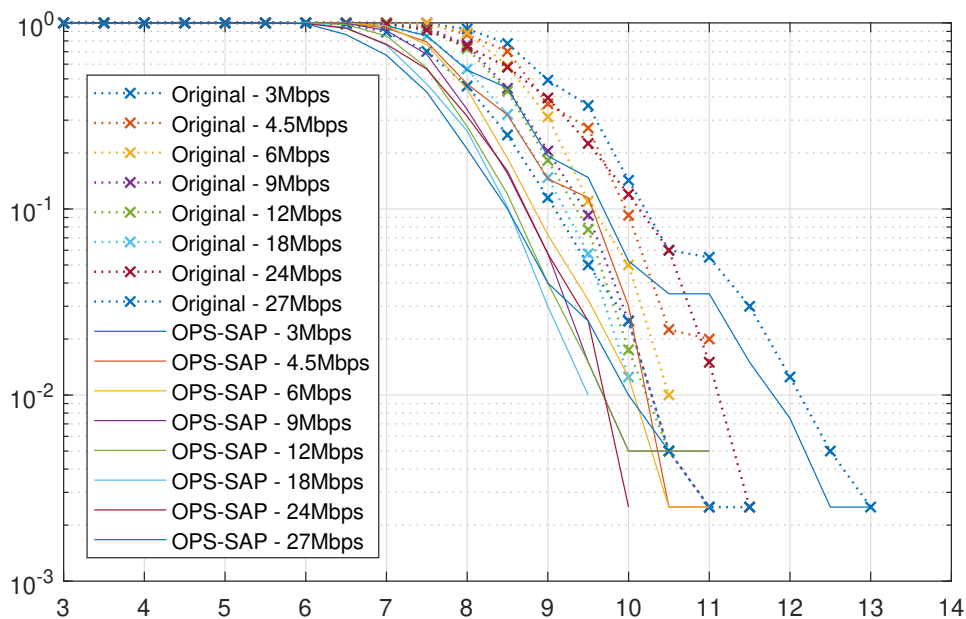 10^0
Original - 3Mbps
Original - 4.5Mbps
Original - 6Mbps
Original - 9Mbps
Original - 12Mbps
Original - 18Mbps
Original - 24Mbps
Original - 27Mbps
OPS-SAP - 3Mbps
OPS-SAP - 4.5Mbps
OPS-SAP - 6Mbps
OPS-SAP - 9Mbps
OPS-SAP - 12Mbps
OPS-SAP - 18Mbps
OPS-SAP - 24Mbps
OPS-SAP - 27Mbps
10^-1
10^-2
10^-3
3 4 5 6 7 8 9 10 11 12 13 14